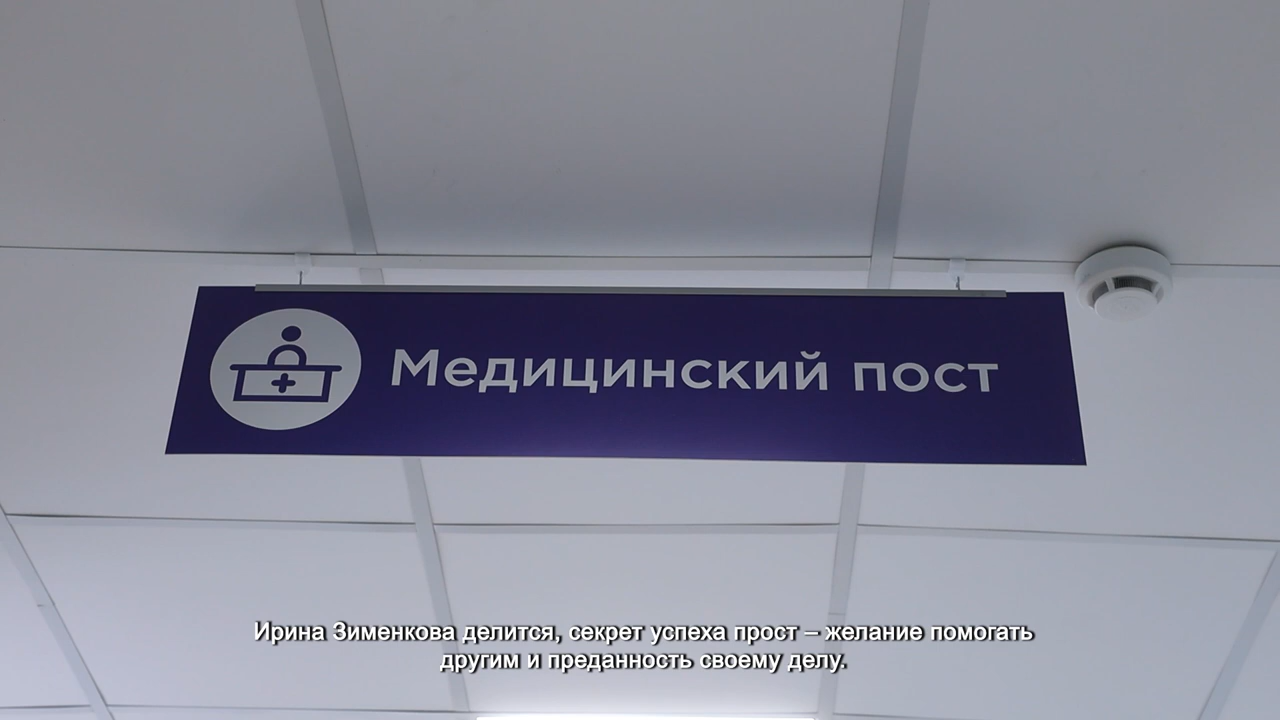 Медицинский пост
Ирина Зименкова делится, секрет успеха прост – желание помогать
другим и преданность своему делу.